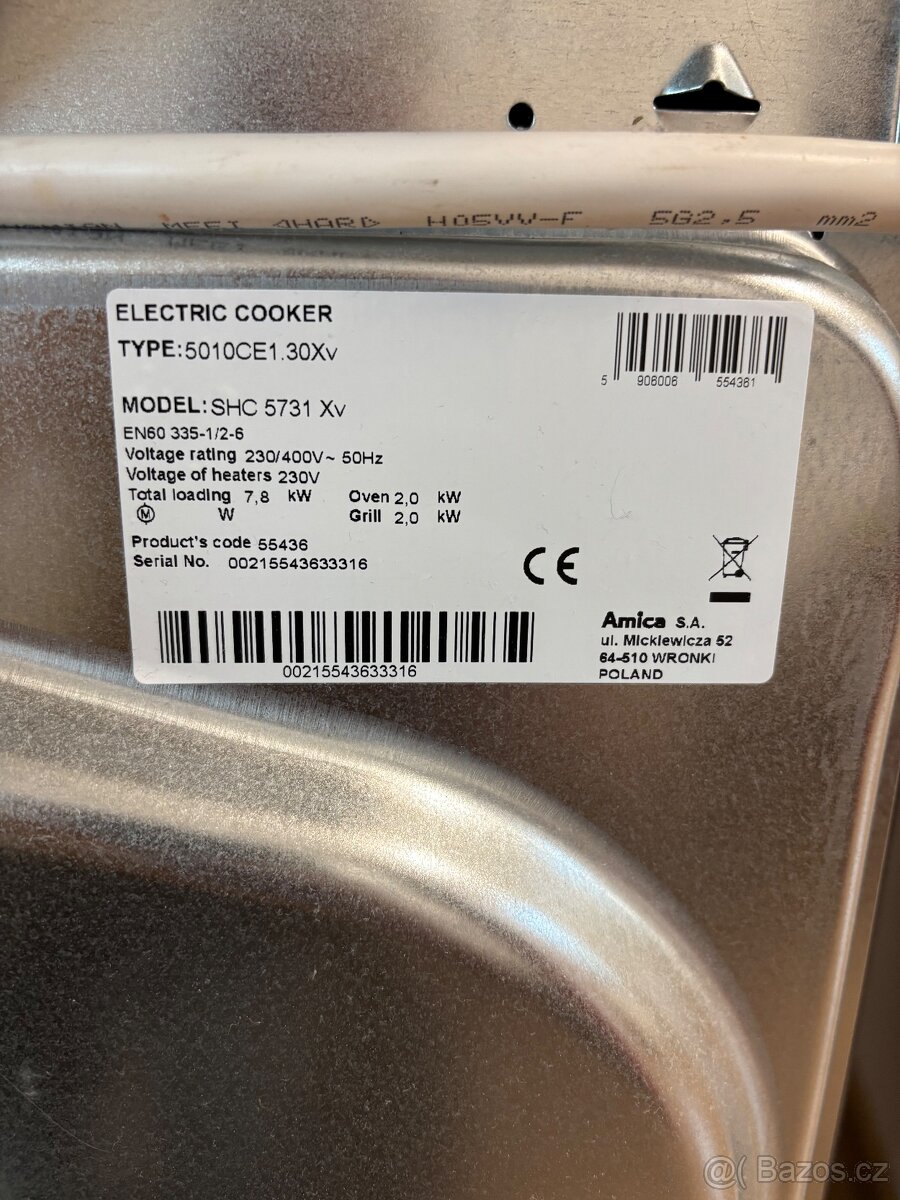 MEET ◁HAR▷ H05VV-F 5G2,5 mm2
ELECTRIC COOKER
TYPE:5010CE1.30Xv
5 906006 554361
MODEL: SHC 5731 Xv
EN60 335-1/2-6
Voltage rating 230/400V~ 50Hz
Voltage of heaters 230V
Total loading 7,8 kW Oven 2,0 kW
M W Grill 2,0 kW
Product's code 55436
Serial No. 00215543633316
CE
00215543633316
Amica S.A.
ul. Mickiewicza 52
64-510 WRONKI
POLAND
@( Bazos.cz